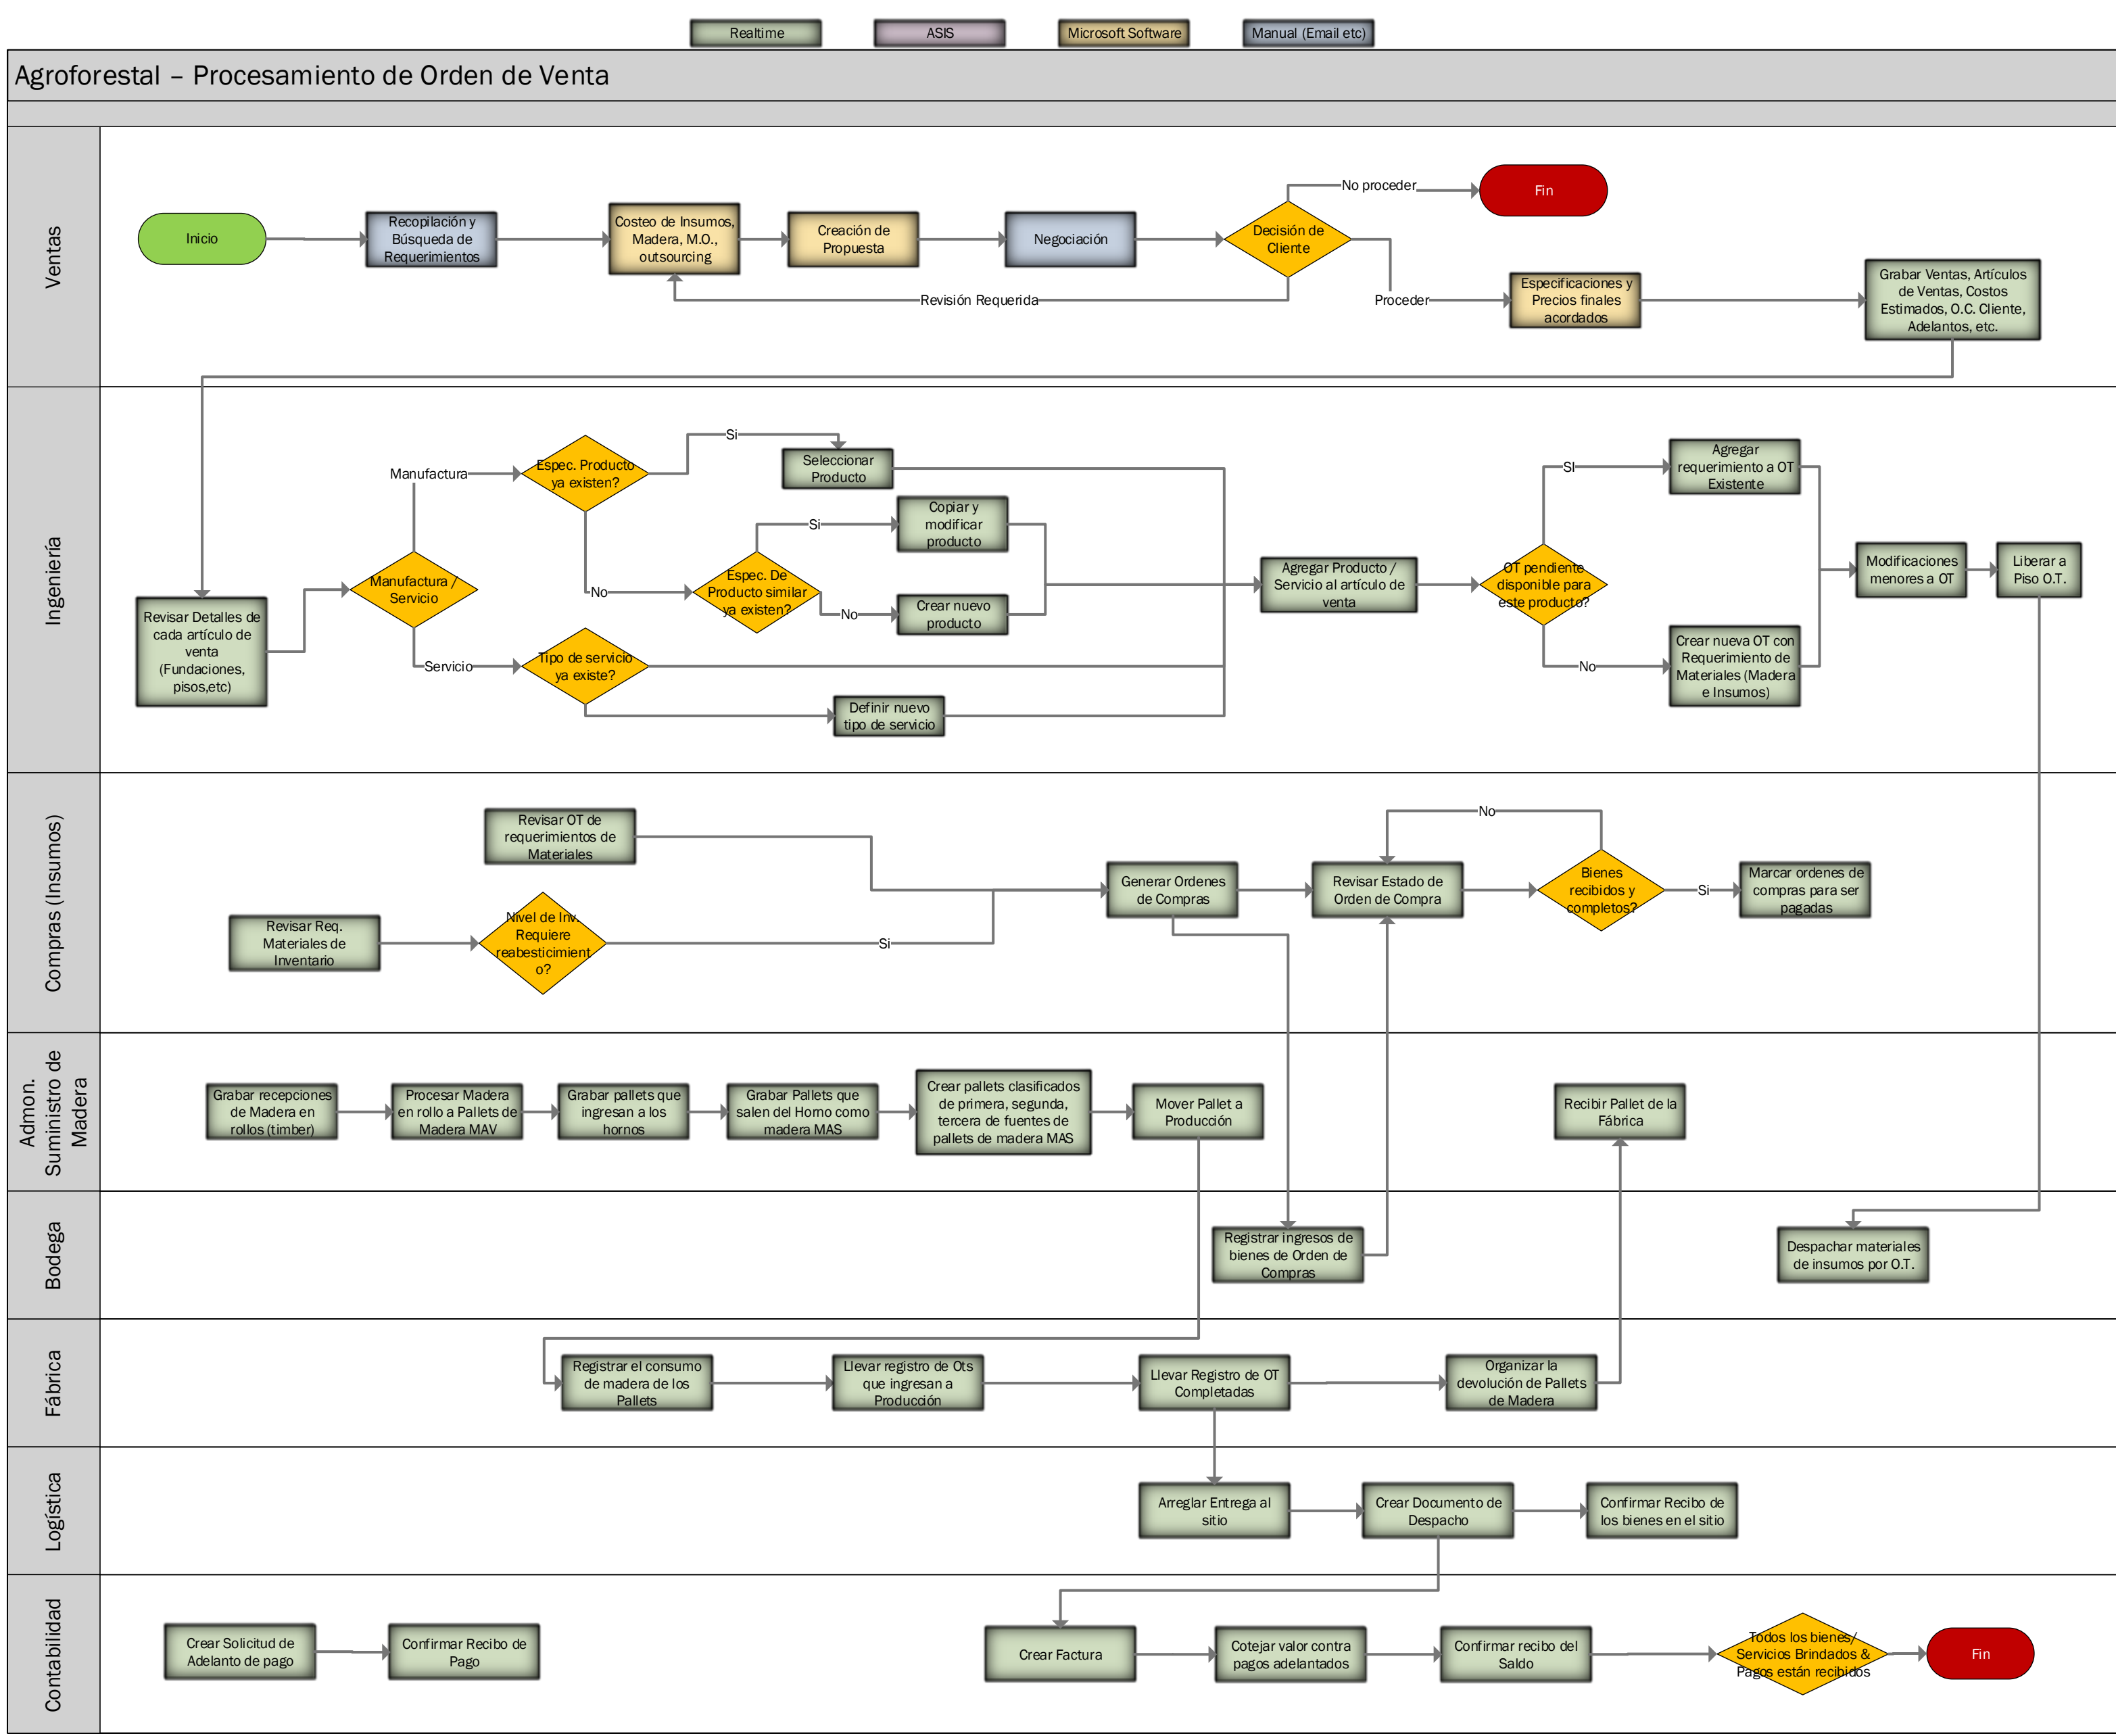 Realtime
ASIS
Microsoft Software
Manual (Email etc)
Agroforestal – Procesamiento de Orden de Venta
Ventas
Inicio
Recopilación y
Búsqueda de
Requerimientos
Costeo de Insumos,
Madera, M.O.,
outsourcing
Creación de
Propuesta
Negociación
Decisión de
Cliente
No proceder
Fin
Revisión Requerida
Proceder
Especificaciones y
Precios finales
acordados
Grabar Ventas, Artículos
de Ventas, Costos
Estimados, O.C. Cliente,
Adelantos, etc.
Ingeniería
Revisar Detalles de
cada artículo de
venta
(Fundaciones,
pisos,etc)
Manufactura /
Servicio
Manufactura
Servicio
Espec. Producto
ya existen?
Si
No
Seleccionar
Producto
Espec. De
Producto similar
ya existen?
Si
No
Copiar y
modificar
producto
Crear nuevo
producto
Tipo de servicio
ya existe?
Definir nuevo
tipo de servicio
Agregar Producto /
Servicio al artículo de
venta
OT pendiente
disponible para
este producto?
SI
No
Agregar
requerimiento a OT
Existente
Crear nueva OT con
Requerimiento de
Materiales (Madera
e Insumos)
Modificaciones
menores a OT
Liberar a
Piso O.T.
Compras (Insumos)
Revisar OT de
requerimientos de
Materiales
Revisar Req.
Materiales de
Inventario
Nivel de Inv.
Requiere
reabesticimient
o?
Si
Generar Ordenes
de Compras
Revisar Estado de
Orden de Compra
No
Bienes
recibidos y
completos?
Si
Marcar ordenes de
compras para ser
pagadas
Admon.
Suministro de
Madera
Grabar recepciones
de Madera en
rollos (timber)
Procesar Madera
en rollo a Pallets de
Madera MAV
Grabar pallets que
ingresan a los
hornos
Grabar Pallets que
salen del Horno como
madera MAS
Crear pallets clasificados
de primera, segunda,
tercera de fuentes de
pallets de madera MAS
Mover Pallet a
Producción
Recibir Pallet de la
Fábrica
Bodega
Registrar ingresos de
bienes de Orden de
Compras
Despachar materiales
de insumos por O.T.
Fábrica
Registrar el consumo
de madera de los
Pallets
Llevar registro de Ots
que ingresan a
Producción
Llevar Registro de OT
Completadas
Organizar la
devolución de Pallets
de Madera
Logística
Arreglar Entrega al
sitio
Crear Documento de
Despacho
Confirmar Recibo de
los bienes en el sitio
Contabilidad
Crear Solicitud de
Adelanto de pago
Confirmar Recibo de
Pago
Crear Factura
Cotejar valor contra
pagos adelantados
Confirmar recibo del
Saldo
Todos los bienes/
Servicios Brindados &
Pagos están recibidos
Fin